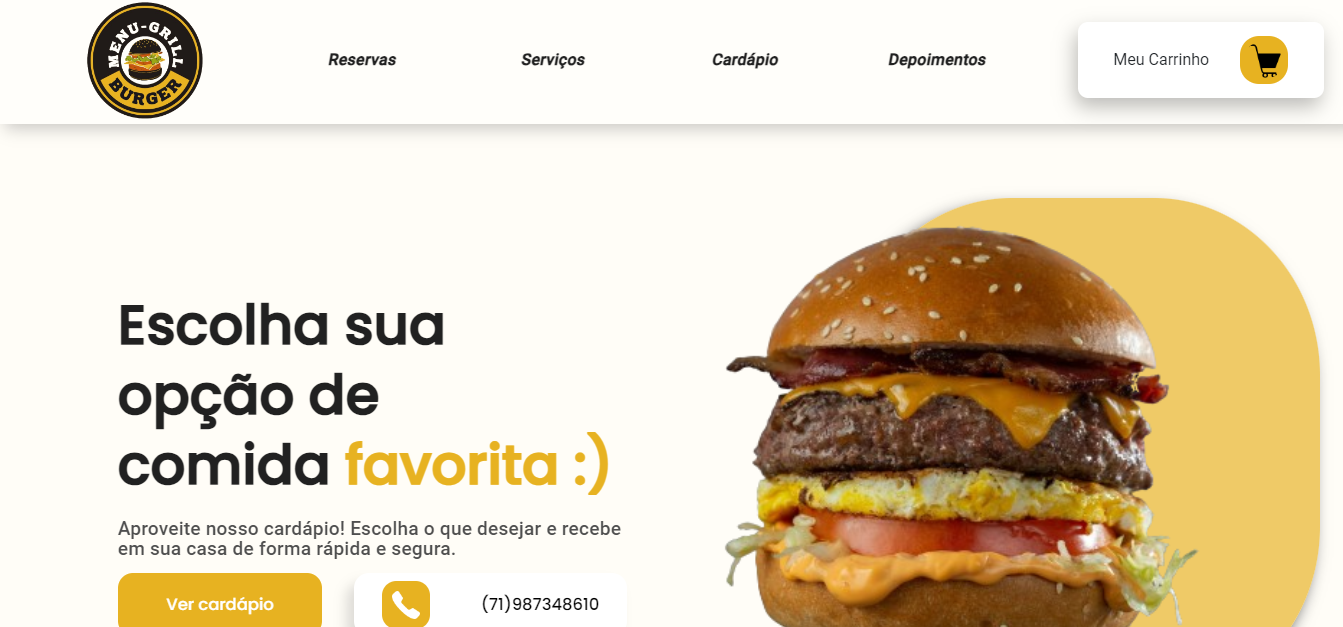 MENU-GRILL
BURGER
Reservas
Serviços
Cardápio
Depoimentos
Meu Carrinho
Escolha sua
opção de
comida favorita :)
Aproveite nosso cardápio! Escolha o que desejar e recebe
em sua casa de forma rápida e segura.
Ver cardápio
(71)987348610